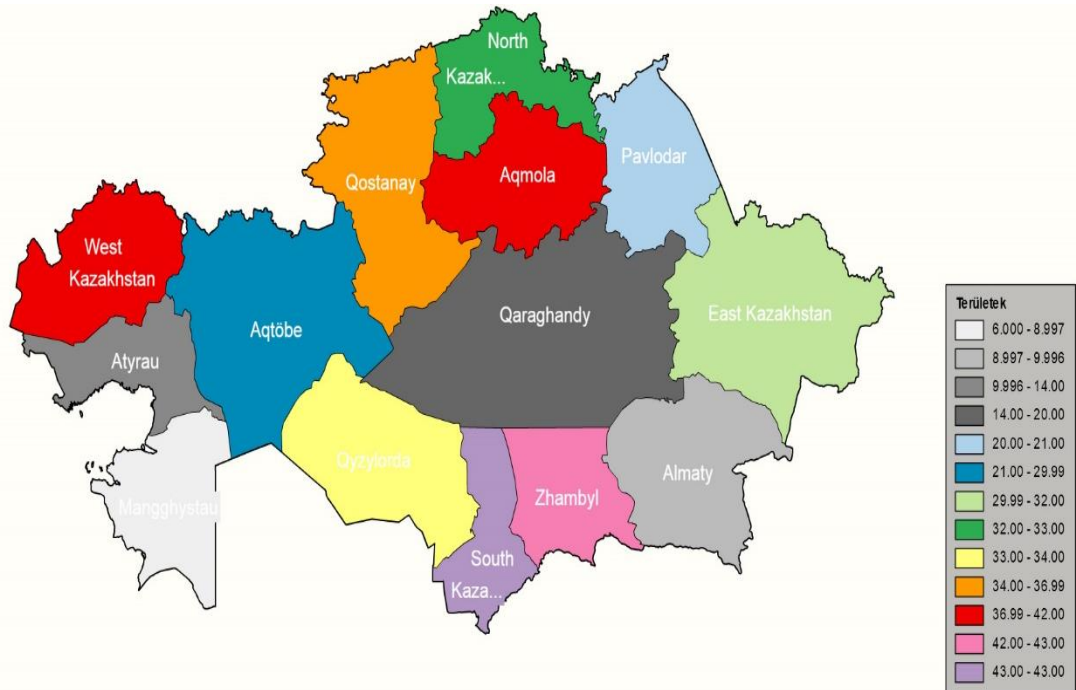 North
Kazak...
Pavlodar
Qostanay
Aqmola
West
Kazakhstan
Aqtöbe
Qaraghandy
East Kazakhstan
Atyrau
Qyzylorda
Almaty
Mangghystau
Zhambyl
South
Kaza...
Területek
6.000 - 8.997
8.997 - 9.996
9.996 - 14.00
14.00 - 20.00
20.00 - 21.00
21.00 - 29.99
29.99 - 32.00
32.00 - 33.00
33.00 - 34.00
34.00 - 36.99
36.99 - 42.00
42.00 - 43.00
43.00 - 43.00